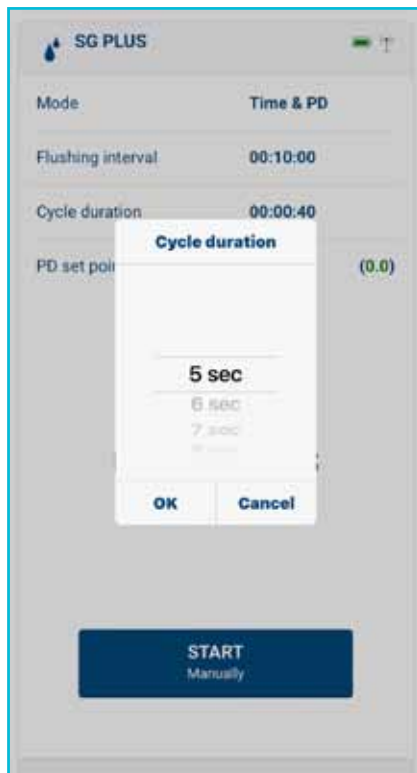 SG PLUS
Mode Time & PD
Flushing interval 00:10:00
Cycle duration 00:00:40
PD set poi (0.0)
Cycle duration
5 sec
6 sec
7 sec
OK Cancel
START
Manually